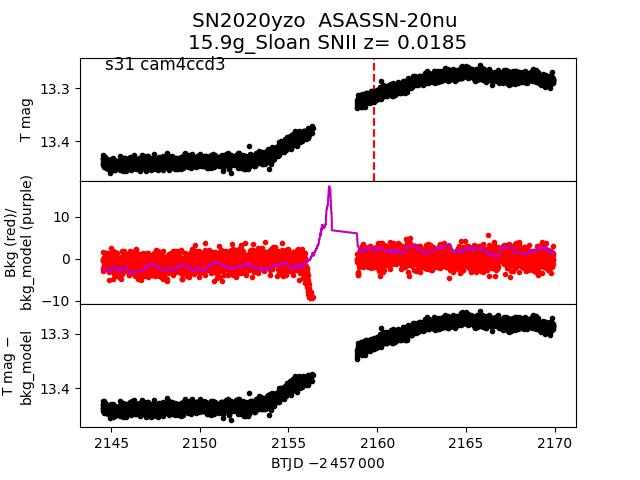 SN2020yzo  ASASSN-20nu
15.9g_Sloan SNII z= 0.0185
s31 cam4ccd3
13.3
13.4
T mag
10
0
−10
Bkg (red)/
bkg_model (purple)
13.3
13.4
T mag −
bkg_model
2145 2150 2155 2160 2165 2170
BTJD −2 457 000